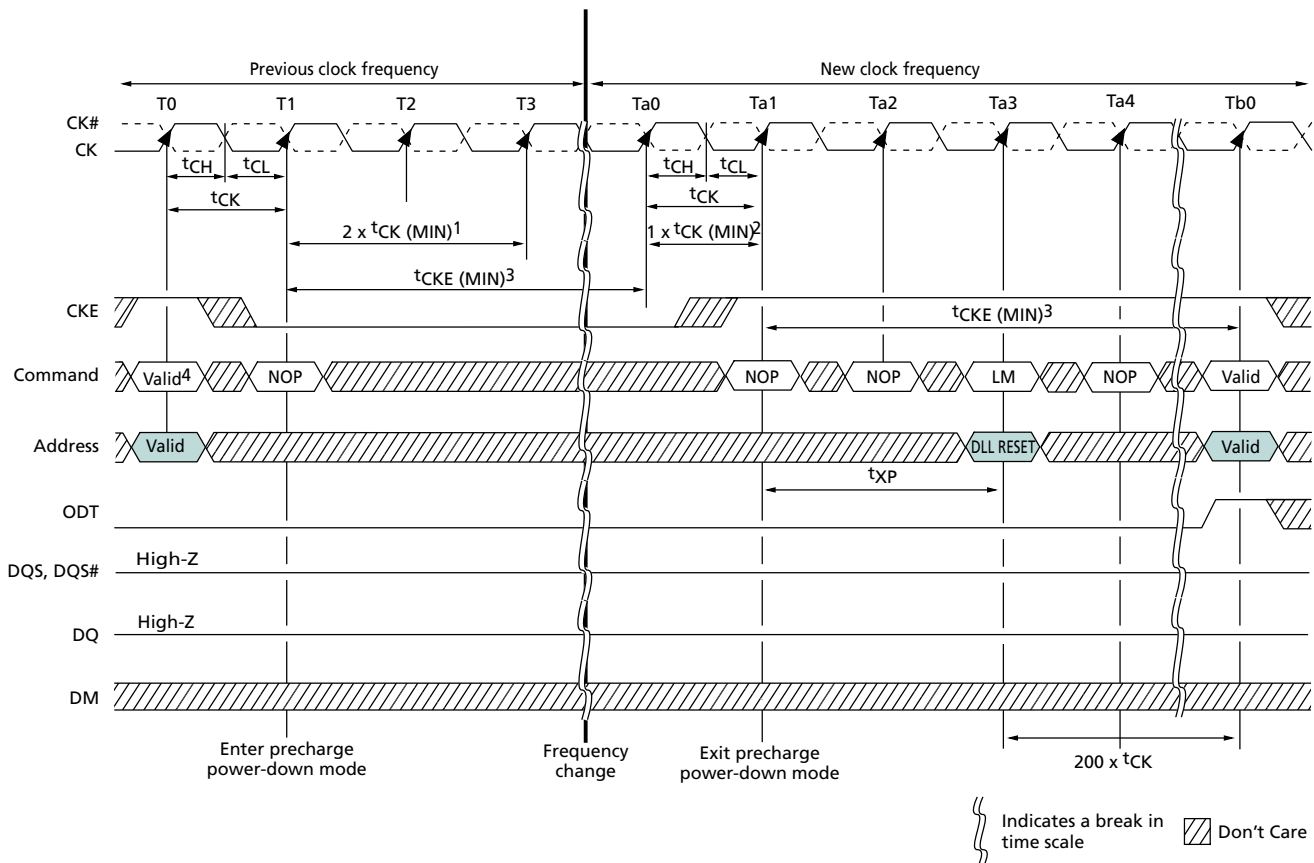 Previous clock frequency New clock frequency
T0 T1 T2 T3 Ta0 Ta1 Ta2 Ta3 Ta4 Tb0
CK#
CK
tCH tCL tCH tCL
tCK tCK
2 x tCK (MIN)1 1 x tCK (MIN)2
tCKE (MIN)3
CKE
tCKE (MIN)3
Command Valid4 NOP NOP NOP LM NOP Valid
Address Valid DLL RESET Valid
tXP
ODT
DQS, DQS# High-Z
DQ High-Z
DM
Enter precharge
power-down mode
Frequency
change
Exit precharge
power-down mode
200 x tCK
Indicates a break in
time scale
Don't Care